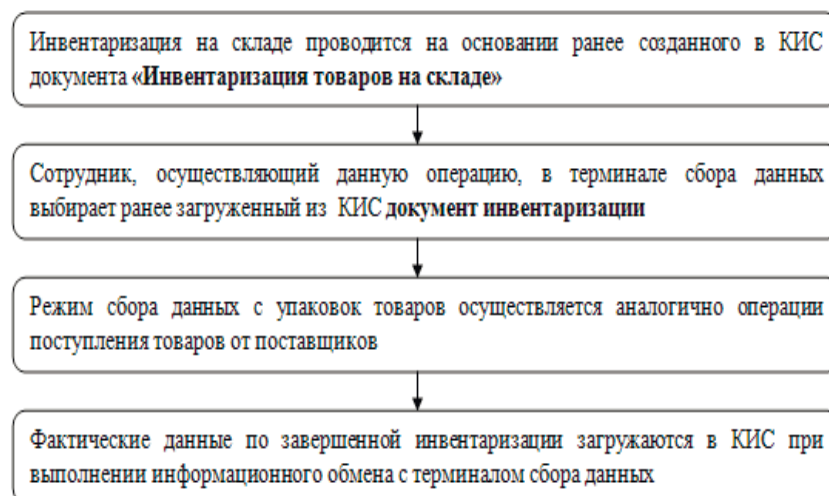 Инвентаризация на складе проводится на основании ранее созданного в КИС
документа «Инвентаризация товаров на складе»
Сотрудник, осуществляющий данную операцию, в терминале сбора данных
выбирает ранее загруженный из КИС документ инвентаризации
Режим сбора данных с упаковок товаров осуществляется аналогично операции
поступления товаров от поставщиков
Фактические данные по завершенной инвентаризации загружаются в КИС при
выполнении информационного обмена с терминалом сбора данных